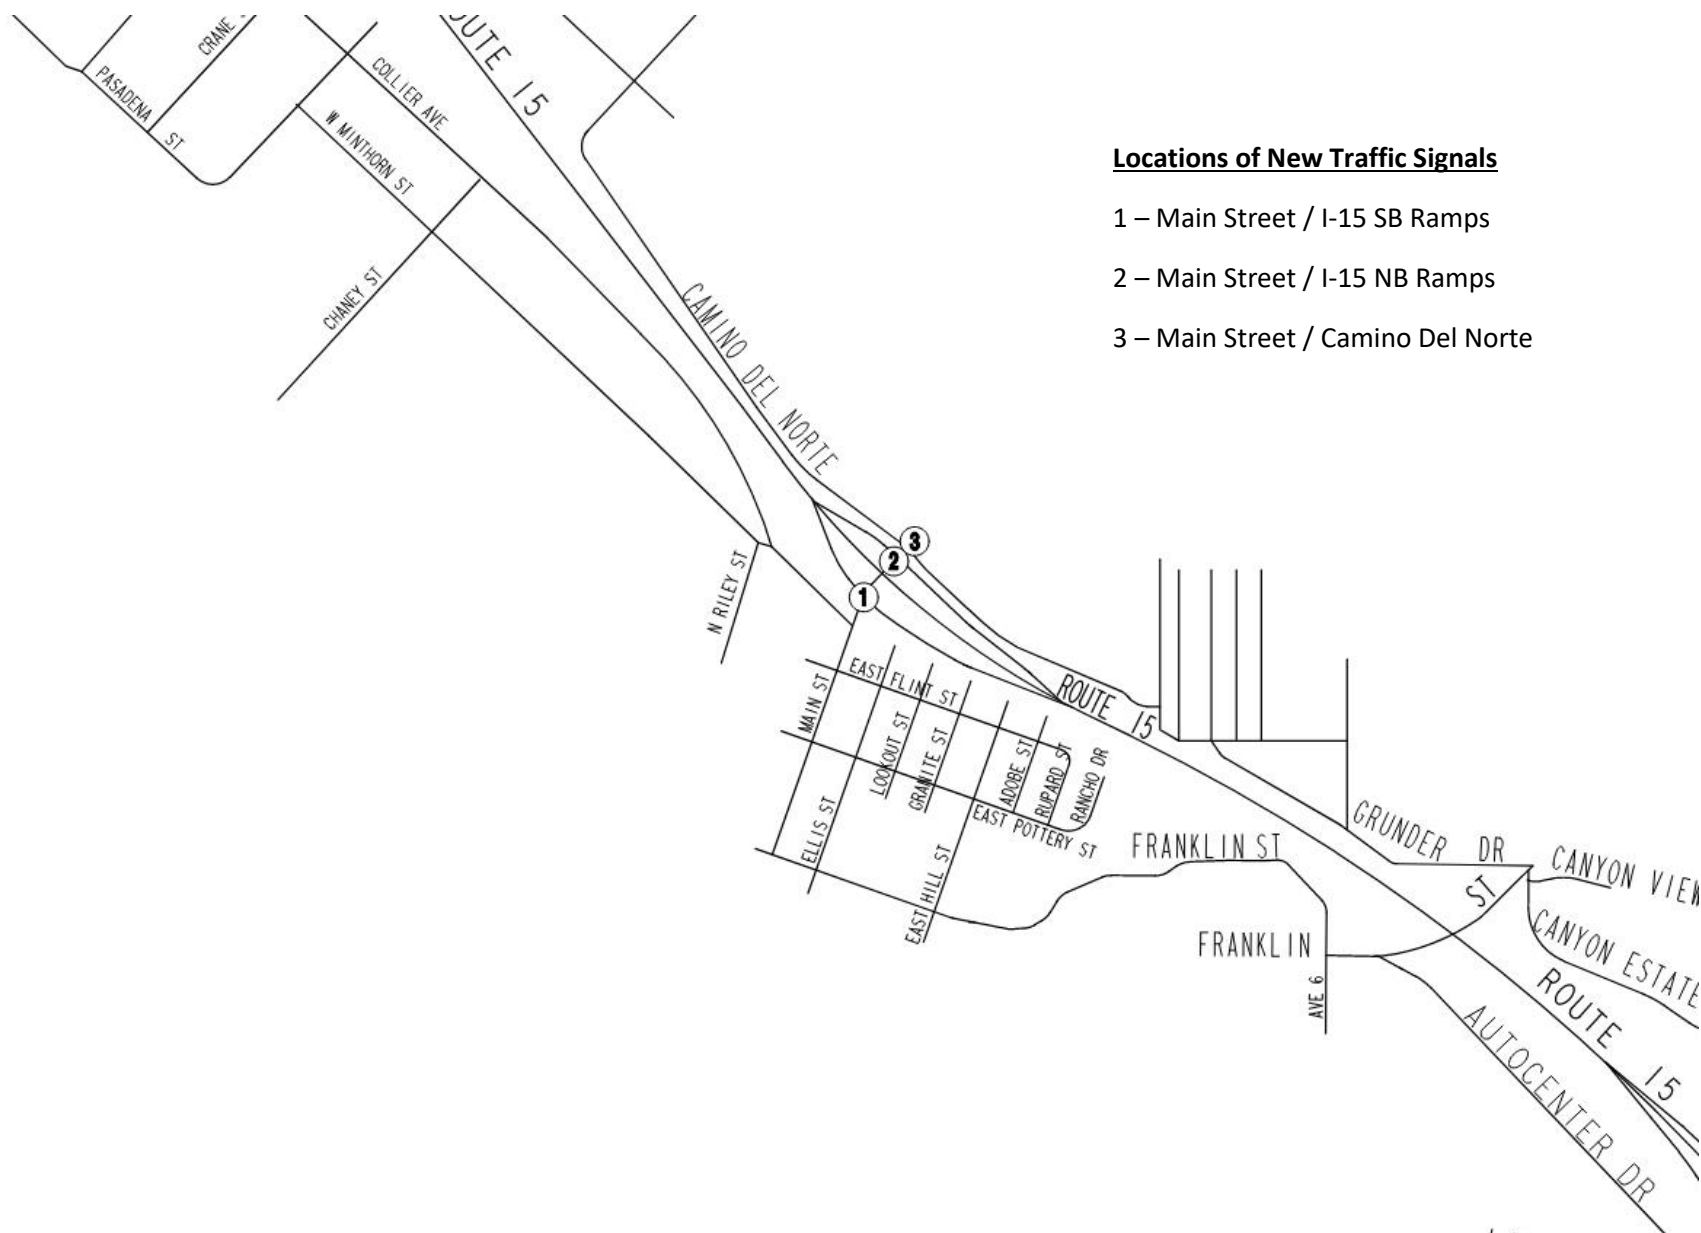 CRANE
ROUTE 15
COLLIER AVE
PASADENA ST
W MINTHORN ST
Locations of New Traffic Signals
1 – Main Street / I-15 SB Ramps
2 – Main Street / I-15 NB Ramps
3 – Main Street / Camino Del Norte
CHANEY ST
CAMINO DEL NORTE
3
2
1
N RILEY ST
EAST FLINT ST
MAIN ST
ROUTE 15
LOOKOUT ST
GRANITE ST
ADOBE ST
RUPARD ST
RANCHO DR
ELLIS ST
EAST POTTERY ST
EAST HILL ST
FRANKLIN ST
GRUNDER DR
CANYON VIEW
FRANKLIN ST
CANYON ESTATE
AVE 6
ROUTE 15
AUTOCENTER DR